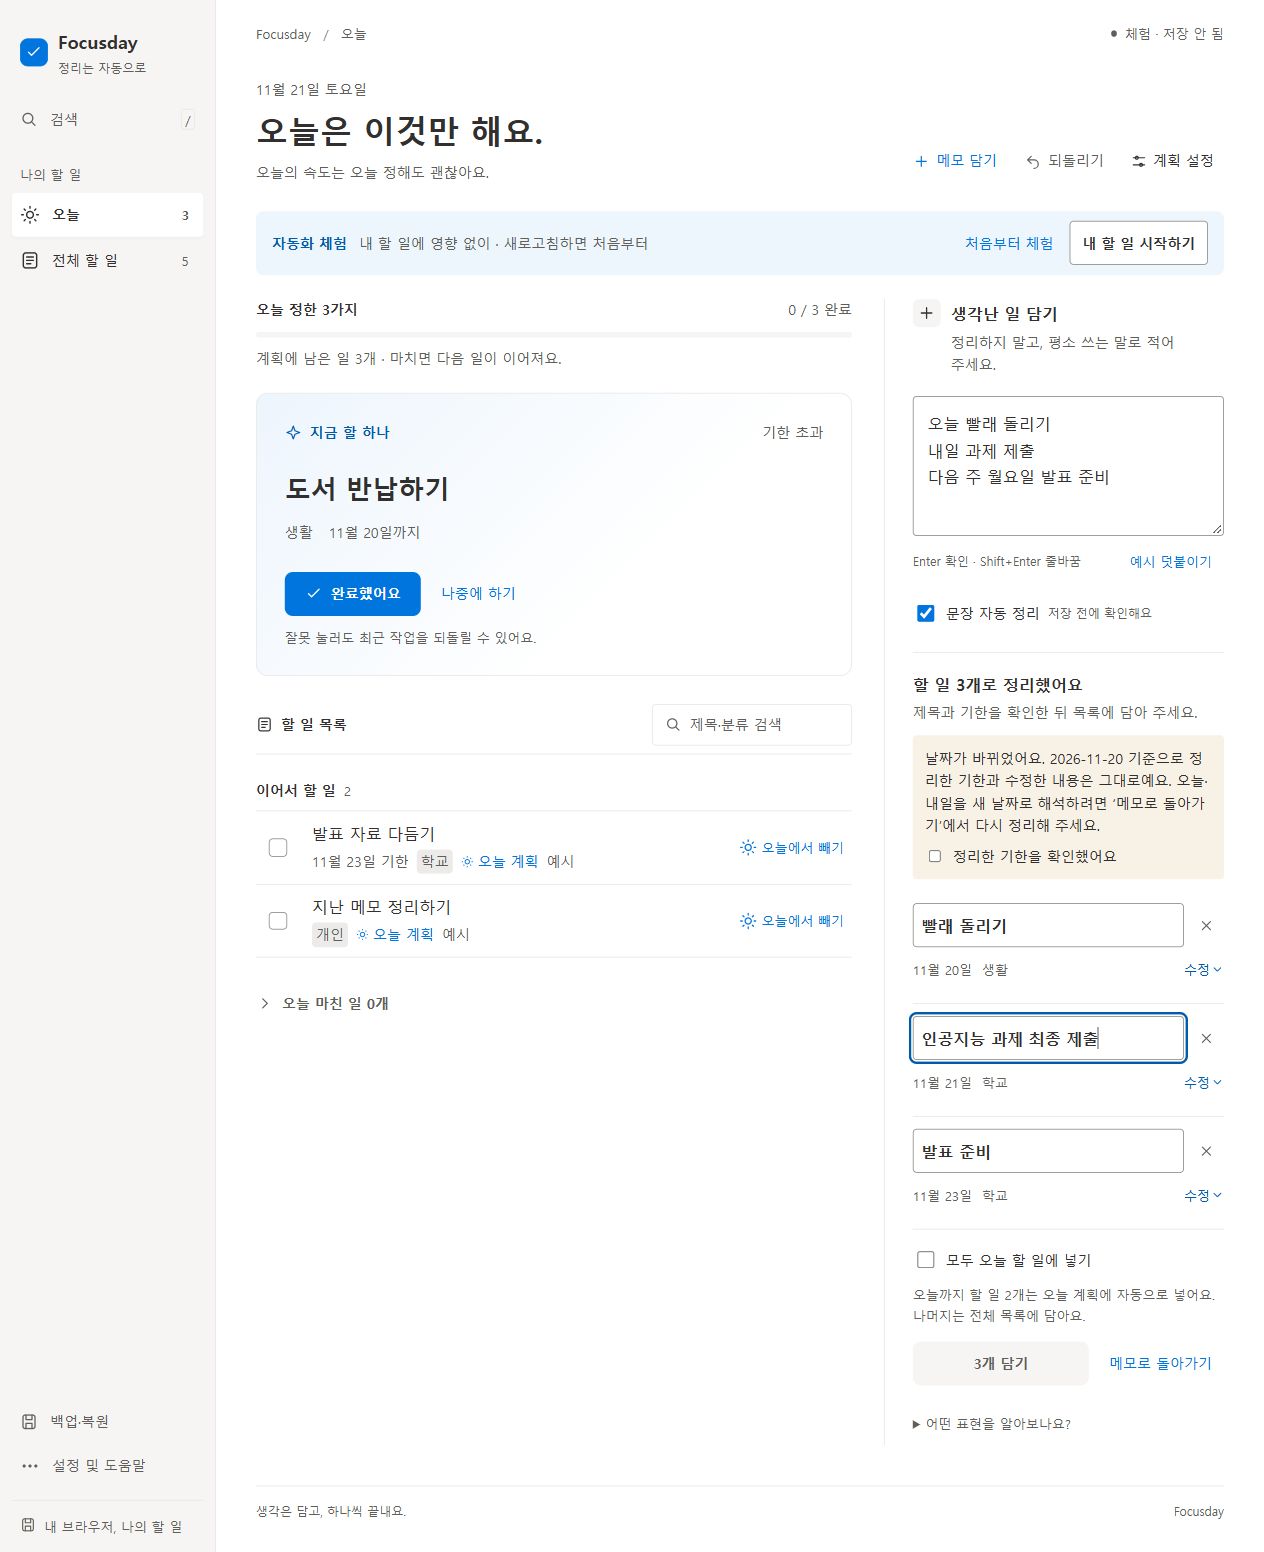 Focusday
정리는 자동으로
검색
/
나의 할 일
오늘
3
전체 할 일
5
백업·복원
설정 및 도움말
내 브라우저, 나의 할 일
Focusday / 오늘
체험 · 저장 안 됨
11월 21일 토요일
오늘은 이것만 해요.
오늘의 속도는 오늘 정해도 괜찮아요.
메모 담기
되돌리기
계획 설정
자동화 체험 내 할 일에 영향 없이 · 새로고침하면 처음부터
처음부터 체험
내 할 일 시작하기
오늘 정한 3가지
0 / 3 완료
계획에 남은 일 3개 · 마치면 다음 일이 이어져요.
지금 할 하나
기한 초과
도서 반납하기
생활 11월 20일까지
완료했어요
나중에 하기
잘못 눌러도 최근 작업을 되돌릴 수 있어요.
할 일 목록
제목·분류 검색
이어서 할 일 2
발표 자료 다듬기
11월 23일 기한 학교 오늘 계획 예시
오늘에서 빼기
지난 메모 정리하기
개인 오늘 계획 예시
오늘에서 빼기
오늘 마친 일 0개
생각난 일 담기
정리하지 말고, 평소 쓰는 말로 적어
주세요.
오늘 빨래 돌리기
내일 과제 제출
다음 주 월요일 발표 준비
Enter 확인 · Shift+Enter 줄바꿈
예시 덧붙이기
문장 자동 정리 저장 전에 확인해요
할 일 3개로 정리했어요
제목과 기한을 확인한 뒤 목록에 담아 주세요.
날짜가 바뀌었어요. 2026-11-20 기준으로 정
리한 기한과 수정한 내용은 그대로예요. 오늘·
내일을 새 날짜로 해석하려면 ‘메모로 돌아가
기’에서 다시 정리해 주세요.
정리한 기한을 확인했어요
빨래 돌리기
11월 20일 생활
수정
인공지능 과제 최종 제출
11월 21일 학교
수정
발표 준비
11월 23일 학교
수정
모두 오늘 할 일에 넣기
오늘까지 할 일 2개는 오늘 계획에 자동으로 넣어요.
나머지는 전체 목록에 담아요.
3개 담기
메모로 돌아가기
어떤 표현을 알아보나요?
생각은 담고, 하나씩 끝내요.
Focusday